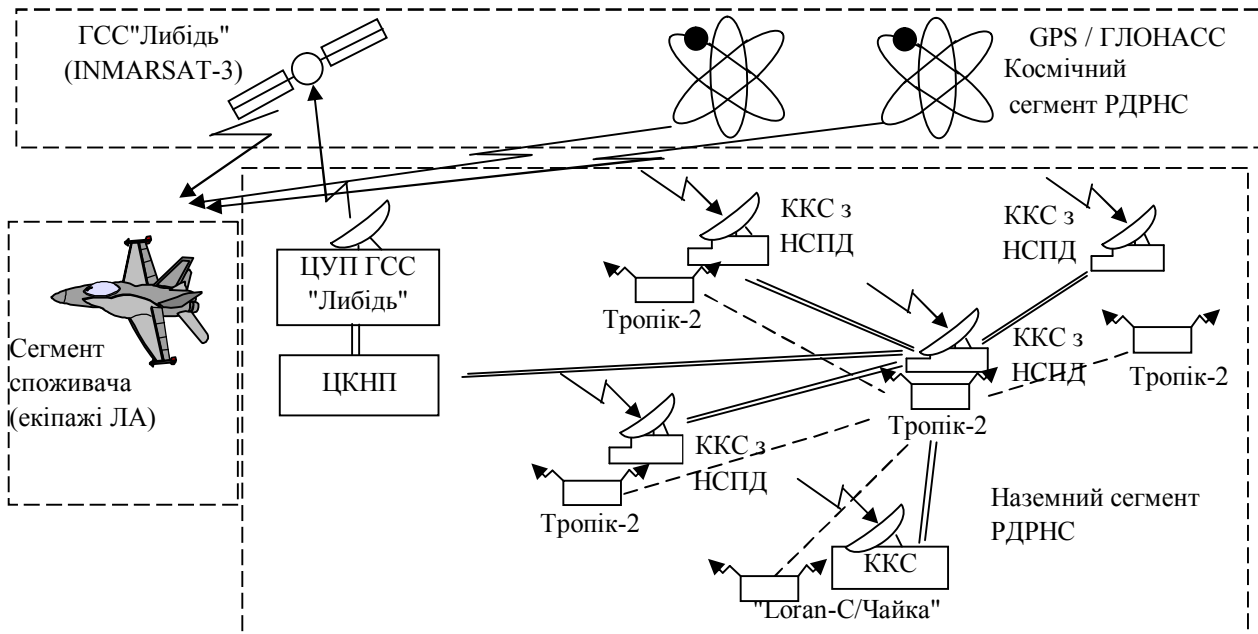 ГСС"Либідь"
(INMARSAT-3)
GPS / ГЛОНАСС
Космічний
сегмент РДРНС
ЦУП ГСС
"Либідь"
ЦКНП
Сегмент
споживача
(екіпажі ЛА)
ККС з
НСПД
Тропік-2
ККС з
НСПД
ККС з
НСПД
Тропік-2
Тропік-2
ККС з
НСПД
Тропік-2
Наземний сегмент
РДРНС
ККС
"Loran-C/Чайка"